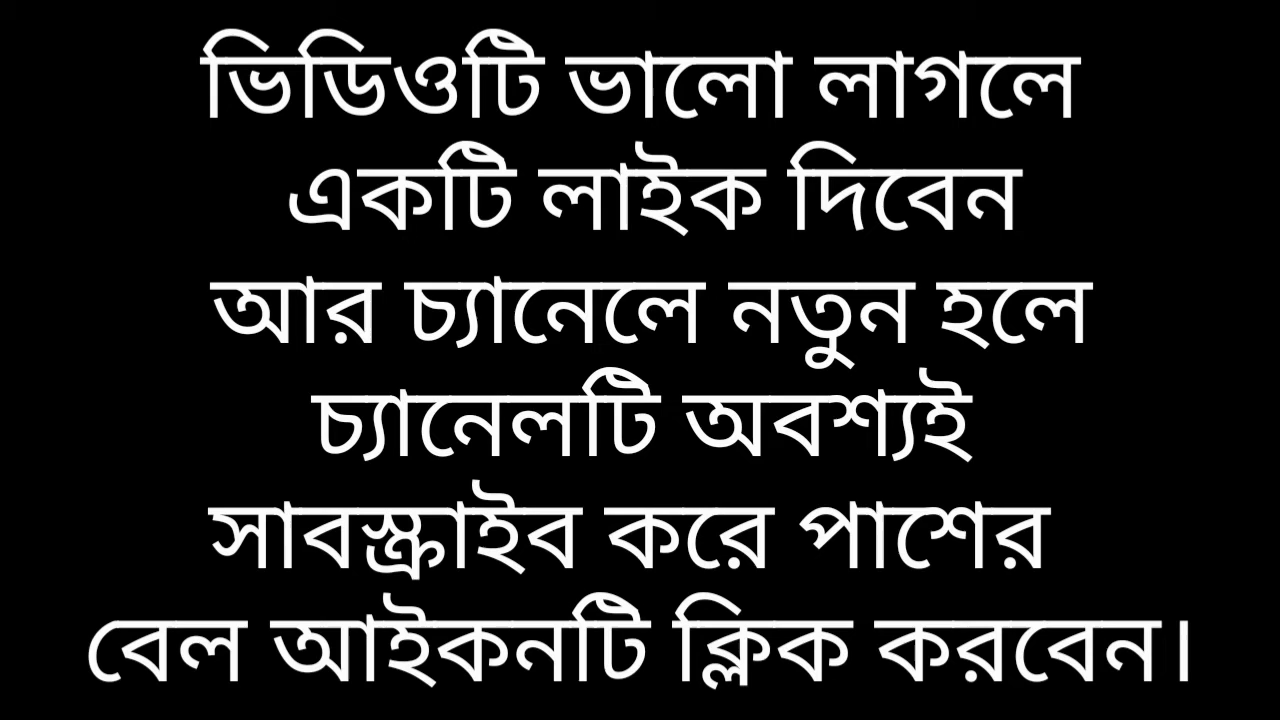 ভিডিওটি ভালো লাগলে
একটি লাইক দিবেন
আর চ্যানেলে নতুন হলে
চ্যানেলটি অবশ্যই
সাবস্ক্রাইব করে পাশের
বেল আইকনটি ক্লিক করবেন।